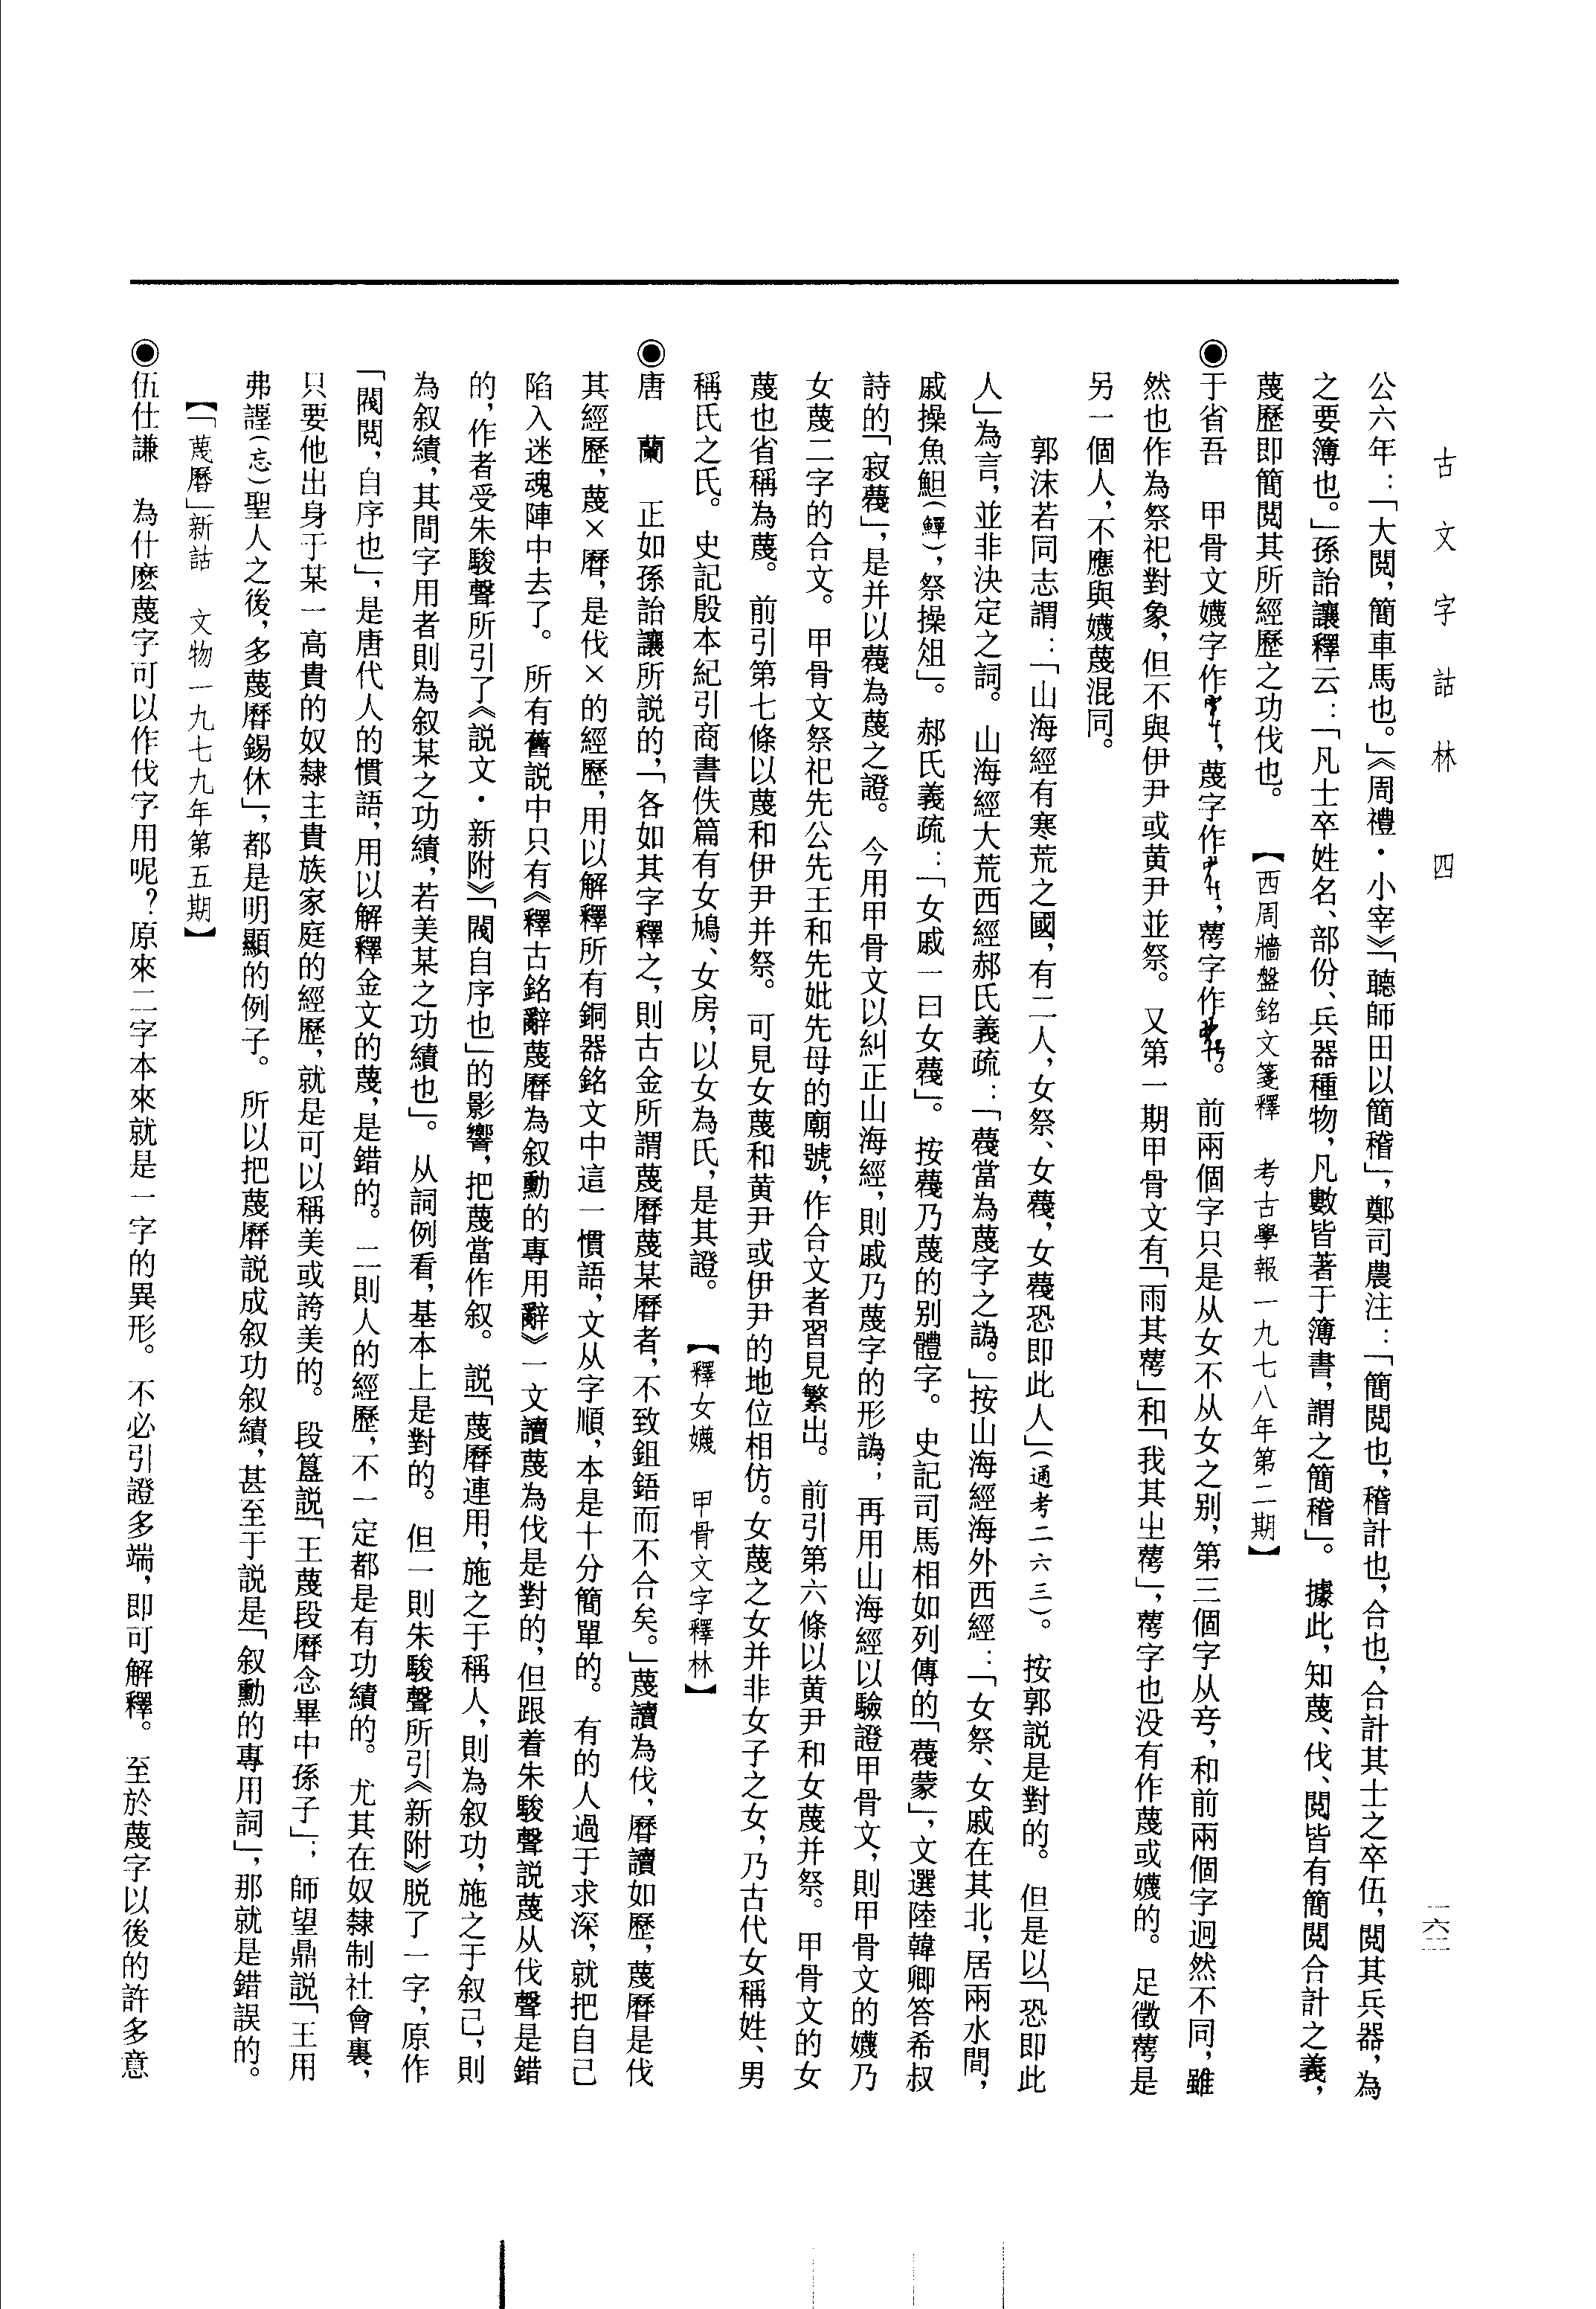 古文字詁林 四
一六二
公六年：「大閱，簡車馬也。」《周禮·小宰》「聽師田以簡稽」，鄭司農注：「簡閱也，稽計也，合也，合計其士之卒伍，閱其兵器，為
之要簿也。」孫詒讓釋云：「凡士卒姓名、部份、兵器種物，凡數皆著于簿書，謂之簡稽」。據此，知蔑、伐、閱皆有簡閱合計之義，
蔑歷即簡閱其所經歷之功伐也。【西周牆盤銘文箋釋 考古學報一九七八年第二期】
◉于省吾 甲骨文㜷字作，蔑字作，薎字作。前兩個字只是从女不从女之别，第三個字从，和前兩個字迥然不同，雖
然也作為祭祀對象，但不與伊尹或黃尹並祭。又第一期甲骨文有「雨其」和「我其㞢」，字也没有作蔑或㜷的。足徵是
另一個人，不應與㜷蔑混同。
郭沫若同志謂：「山海經有寒荒之國，有二人，女祭、女薎，女薎恐即此人」（通考二六三）。按郭説是對的。但是以「恐即此
人」為言，並非決定之詞。山海經大荒西經郝氏義疏：「薎當為蔑字之譌。」按山海經海外西經：「女祭、女戚在其北，居兩水間，
戚操魚䱇（鱓），祭操俎」。郝氏義疏：「女戚一曰女薎」。按薎乃蔑的别體字。史記司馬相如列傳的「薎蒙」，文選陸韓卿答希叔
詩的「寂薎」，是并以薎為蔑之證。今用甲骨文以糾正山海經，則戚乃蔑字的形譌；再用山海經以驗證甲骨文，則甲骨文的㜷乃
女蔑二字的合文。甲骨文祭祀先公先王和先妣先母的廟號，作合文者習見繁出。前引第六條以黃尹和女蔑并祭。甲骨文的女
蔑也省稱為蔑。前引第七條以蔑和伊尹并祭。可見女蔑和黃尹或伊尹的地位相仿。女蔑之女并非女子之女，乃古代女稱姓、男
稱氏之氏。史記殷本紀引商書佚篇有女鳩、女房，以女為氏，是其證。【釋女㜷 甲骨文字釋林】
◉唐 蘭 正如孫詒讓所説的，「各如其字釋之，則古金所謂蔑曆蔑某曆者，不致鉏鋙而不合矣。」蔑讀為伐，曆讀如歷，蔑曆是伐
其經歷，蔑×曆，是伐×的經歷，用以解釋所有銅器銘文中這一慣語，文从字順，本是十分簡單的。有的人過于求深，就把自己
陷入迷魂陣中去了。所有舊説中只有《釋古銘辭蔑曆為叙勳的專用辭》一文讀蔑為伐是對的，但跟着朱駿聲説蔑从伐聲是錯
的，作者受朱駿聲所引了《説文·新附》「閥自序也」的影響，把蔑當作叙。説「蔑曆連用，施之于稱人，則為叙功，施之于叙己，則
為叙績，其間字用者則為叙某之功績，若美某之功績也」。从詞例看，基本上是對的。但一則朱駿聲所引《新附》脱了一字，原作
「閥閱，自序也」，是唐代人的慣語，用以解釋金文的蔑，是錯的。二則人的經歷，不一定都是有功績的。尤其在奴隸制社會裏，
只要他出身于某一高貴的奴隸主貴族家庭的經歷，就是可以稱美或誇美的。段簋説「王蔑段曆念畢中孫子」；師望鼎説「王用
弗諲（忘）聖人之後，多蔑曆錫休」，都是明顯的例子。所以把蔑曆説成叙功叙績，甚至于説是「叙勳的專用詞」，那就是錯誤的。
【「蔑曆」新詁 文物一九七九年第五期】
◉伍仕謙 為什麽蔑字可以作伐字用呢？原來二字本來就是一字的異形。不必引證多端，即可解釋。至於蔑字以後的許多意